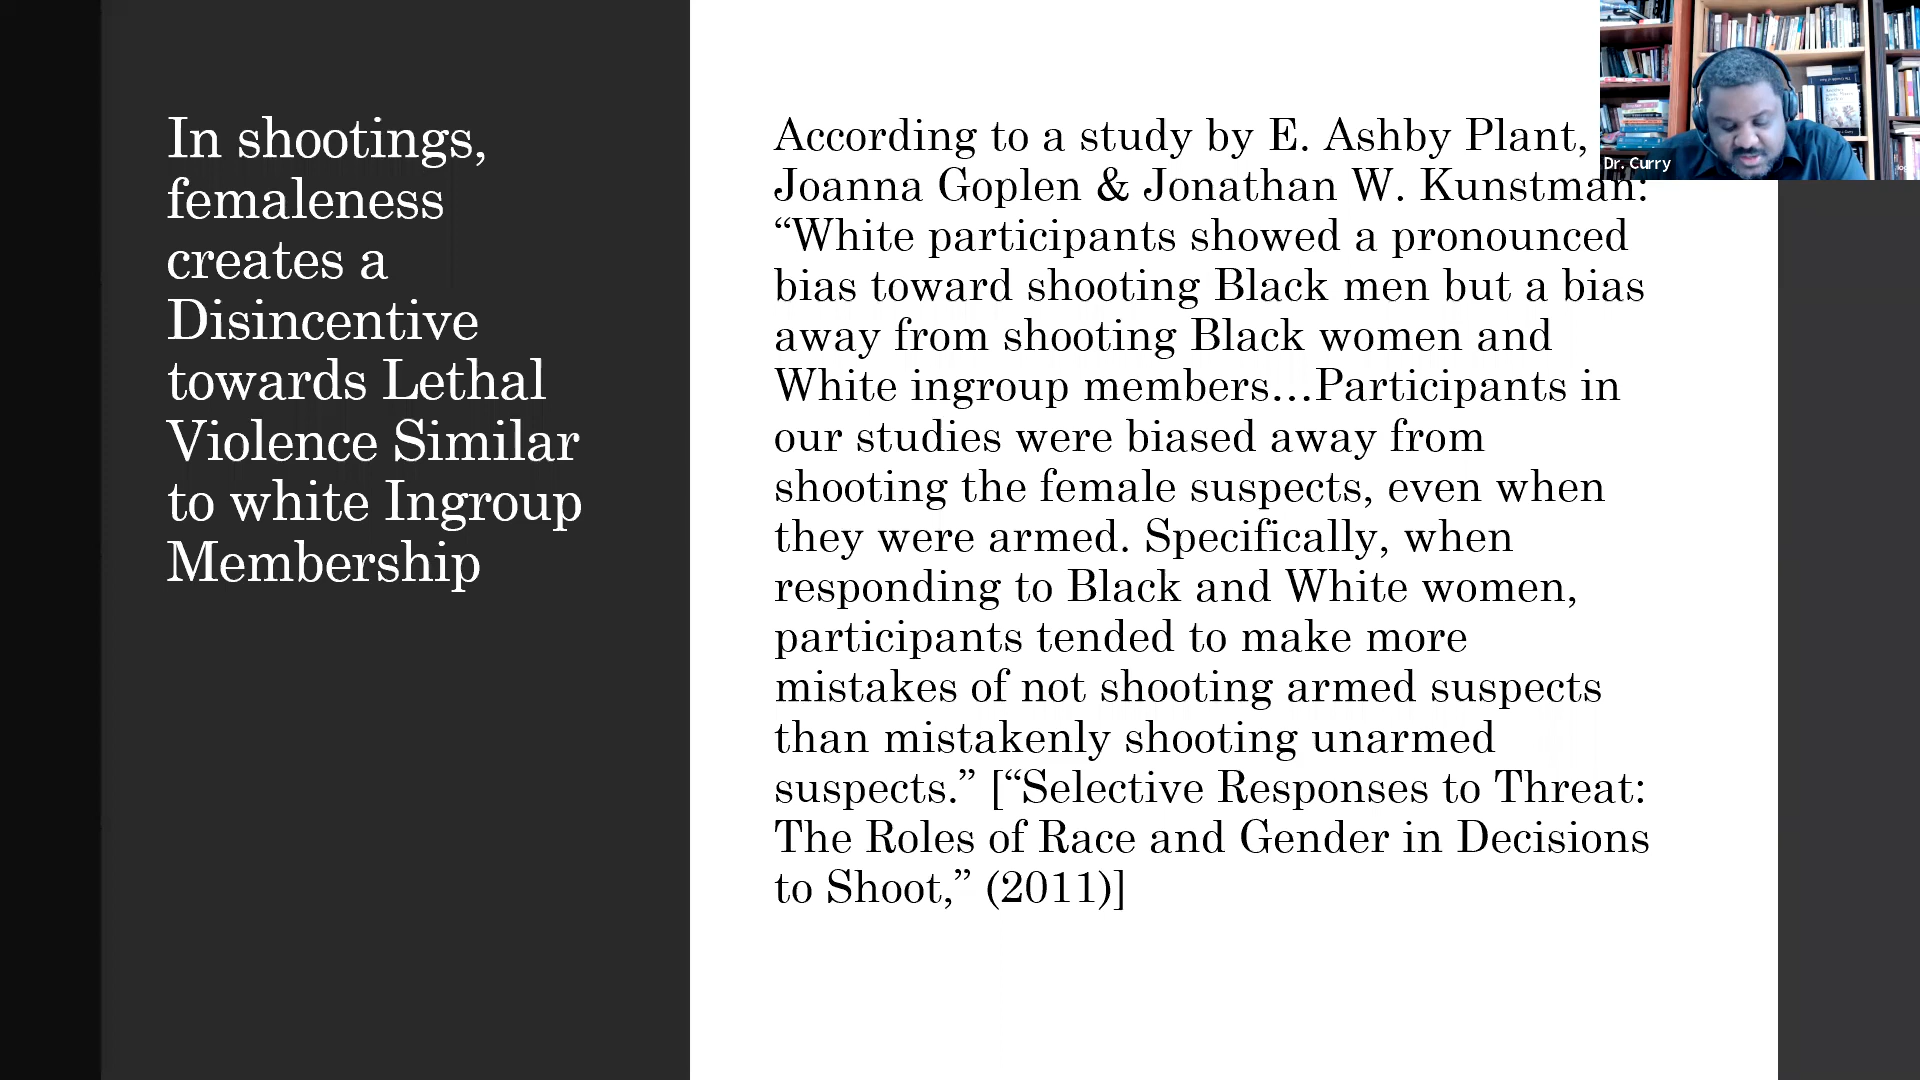 In shootings,
femaleness
creates a
Disincentive
towards Lethal
Violence Similar
to white Ingroup
Membership
According to a study by E. Ashby Plant,
Joanna Goplen & Jonathan W. Kunstman:
“White participants showed a pronounced
bias toward shooting Black men but a bias
away from shooting Black women and
White ingroup members…Participants in
our studies were biased away from
shooting the female suspects, even when
they were armed. Specifically, when
responding to Black and White women,
participants tended to make more
mistakes of not shooting armed suspects
than mistakenly shooting unarmed
suspects.” [“Selective Responses to Threat:
The Roles of Race and Gender in Decisions
to Shoot,” (2011)]
Dr. Curry